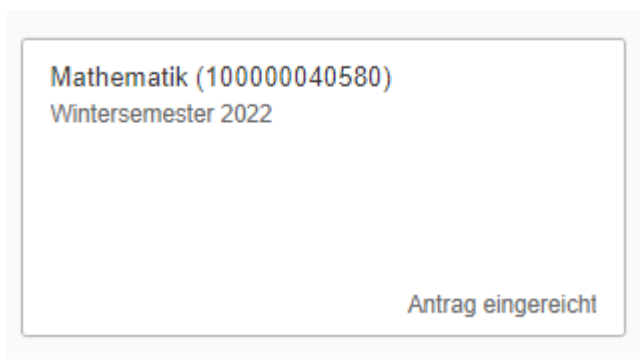 Mathematik (100000040580)
Wintersemester 2022
Antrag eingereicht